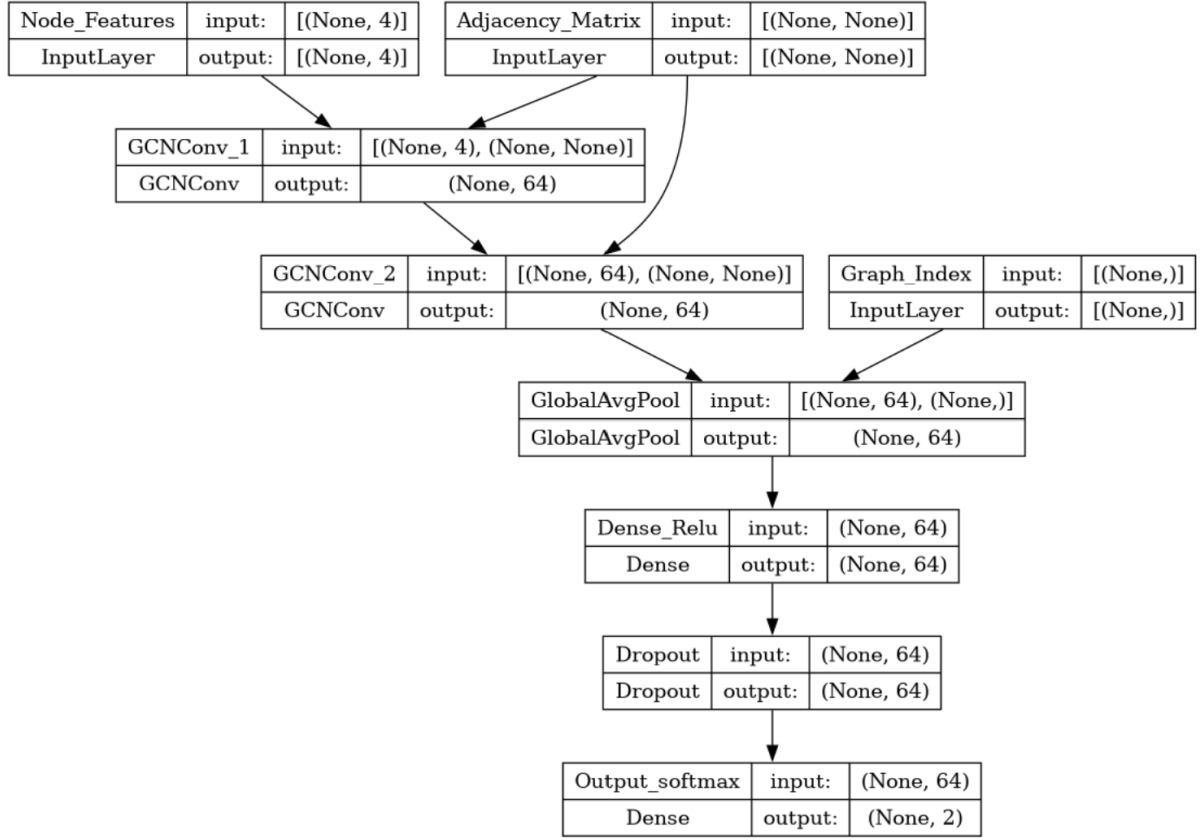 Node_Features input: [(None, 4)]
InputLayer output: [(None, 4)]
Adjacency_Matrix input: [(None, None)]
InputLayer output: [(None, None)]
GCNConv_1 input: [(None, 4), (None, None)]
GCNConv output: (None, 64)
GCNConv_2 input: [(None, 64), (None, None)]
GCNConv output: (None, 64)
Graph_Index input: [(None,)]
InputLayer output: [(None,)]
GlobalAvgPool input: [(None, 64), (None,)]
GlobalAvgPool output: (None, 64)
Dense_Relu input: (None, 64)
Dense output: (None, 64)
Dropout input: (None, 64)
Dropout output: (None, 64)
Output_softmax input: (None, 64)
Dense output: (None, 2)